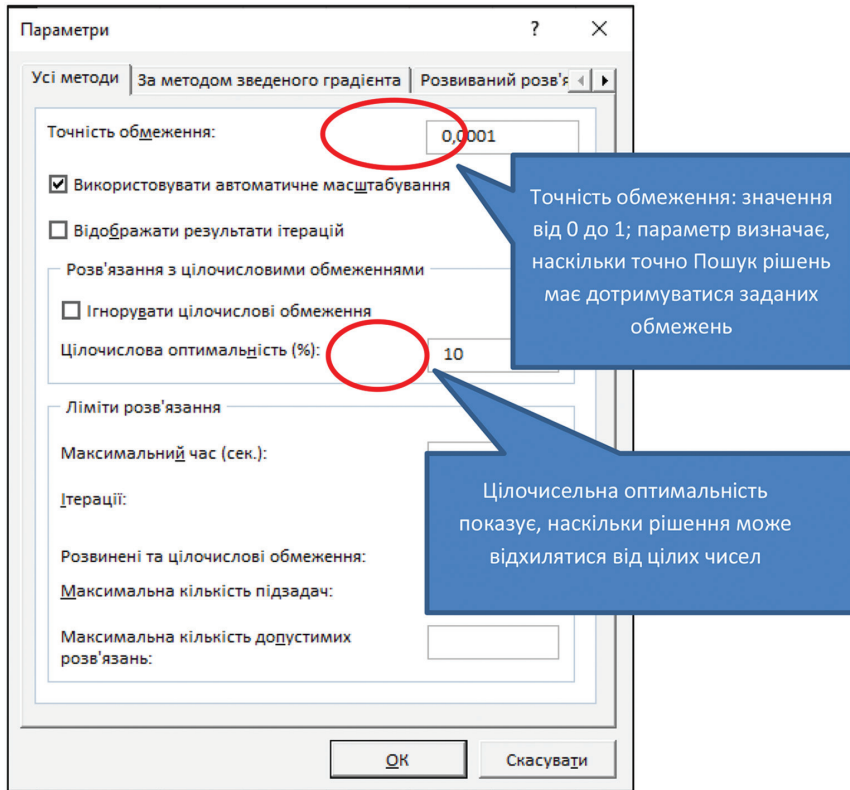 Параметри
?
Усі методи
За методом зведеного градієнта
Розвиваний розв'я
Точність обмеження:
0,0001
Використовувати автоматичне масштабування
Відображати результати ітерацій
Розв'язання з цілочисловими обмеженнями
Ігнорувати цілочислові обмеження
Цілочислова оптимальність (%):
10
Ліміти розв'язання
Максимальний час (сек.):
Ітерації:
Розвинені та цілочислові обмеження:
Максимальна кількість підзадач:
Максимальна кількість допустимих
розв'язань:
ОК
Скасувати
Точність обмеження: значення
від 0 до 1; параметр визначає,
наскільки точно Пошук рішень
має дотримуватися заданих
обмежень
Цілочисельна оптимальність
показує, наскільки рішення може
відхилятися від цілих чисел